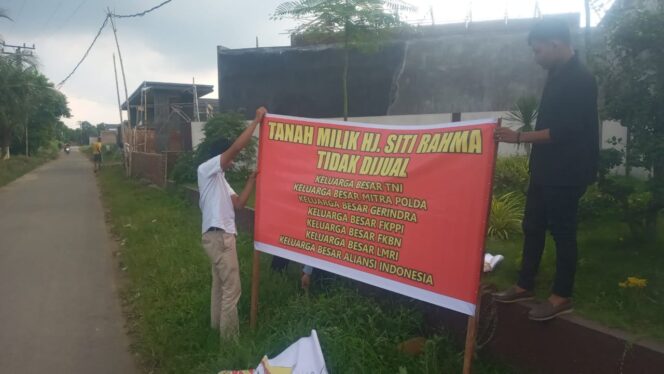 TANAH MILIK HJ. SITI RAHMA
TIDAK DIJUAL
KELUARGA BESAR TNI
KELUARGA BESAR MITRA POLDA
KELUARGA BESAR GERINDRA
KELUARGA BESAR FKPPI
KELUARGA BESAR FKBN
KELUARGA BESAR LMRI
KELUARGA BESAR ALIANSI INDONESIA